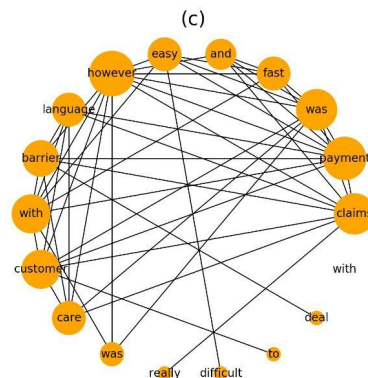 (c)
easy and
however fast
language was
barrier payment
with claims
customer with
care deal
was to
really difficult